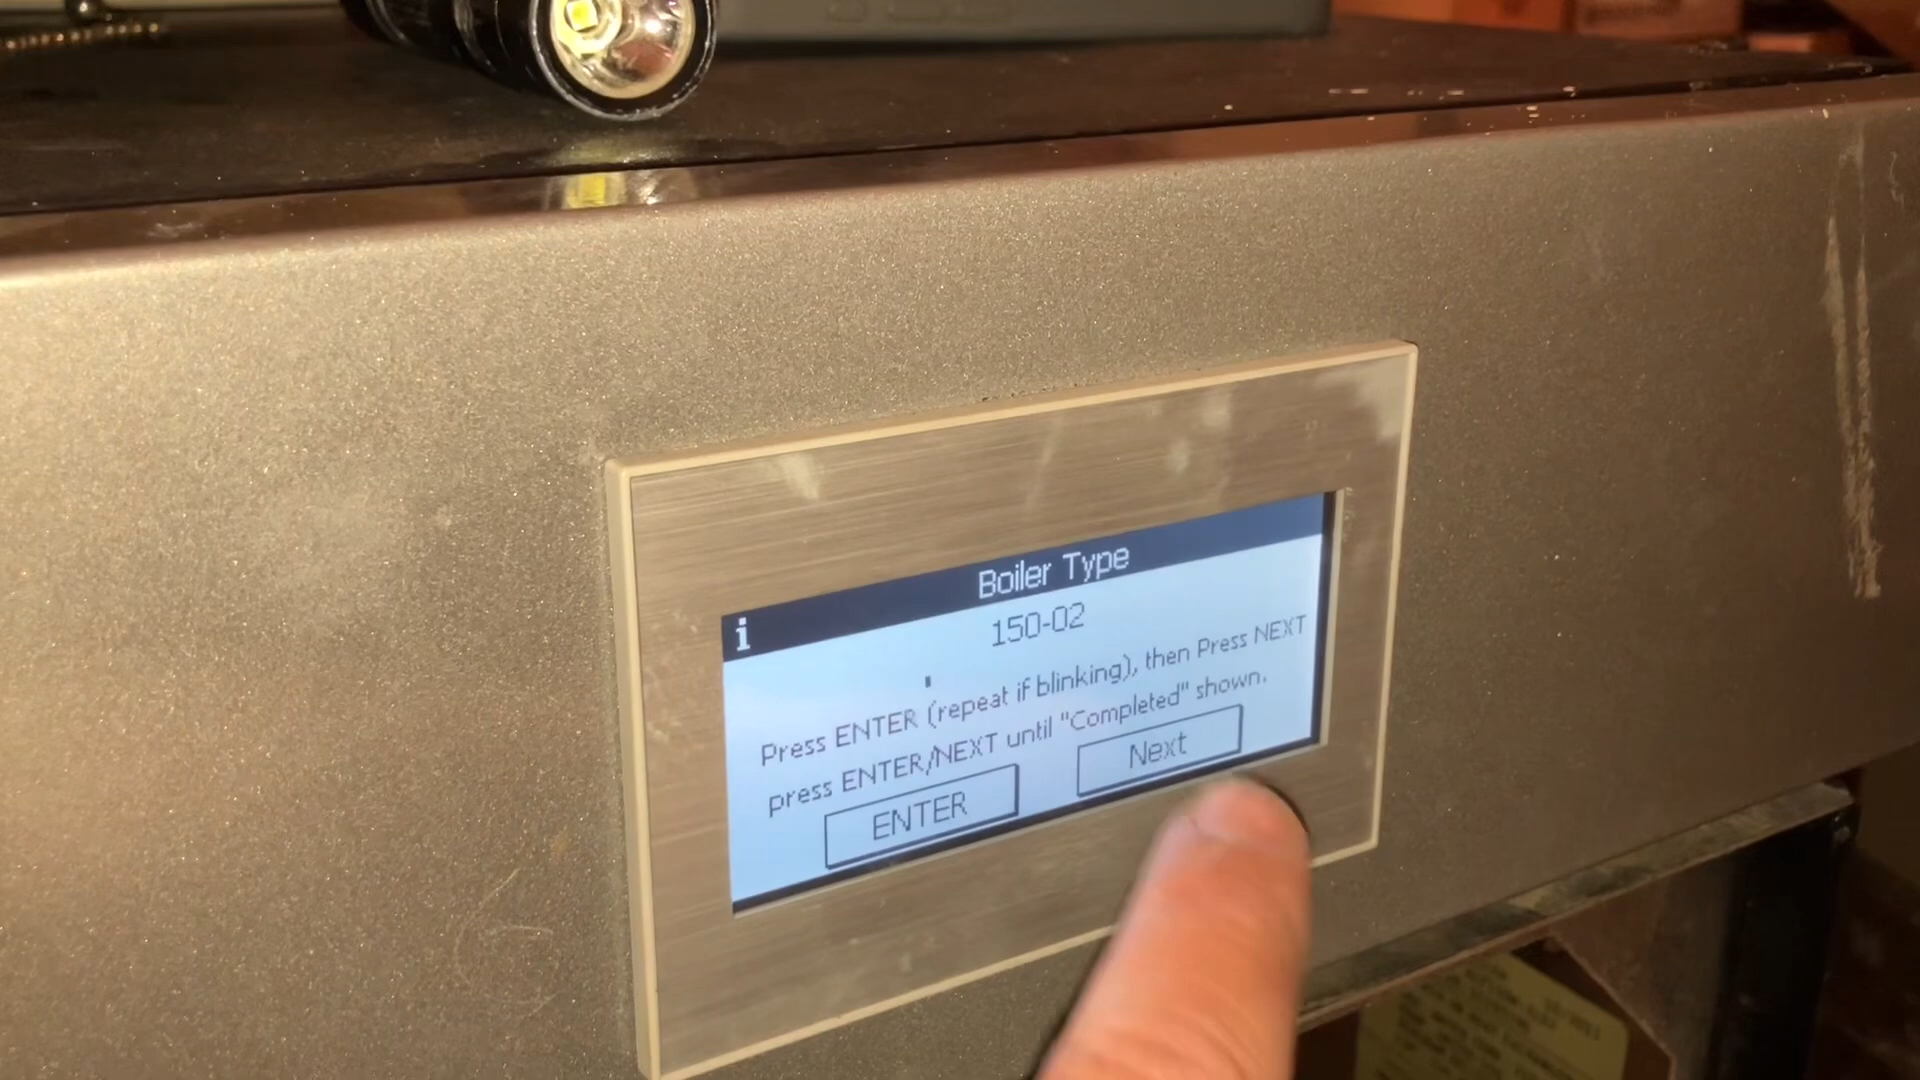 Boiler Type
i
150-02
Press ENTER (repeat if blinking), then Press NEXT
press ENTER/NEXT until "Completed" shown.
ENTER
Next